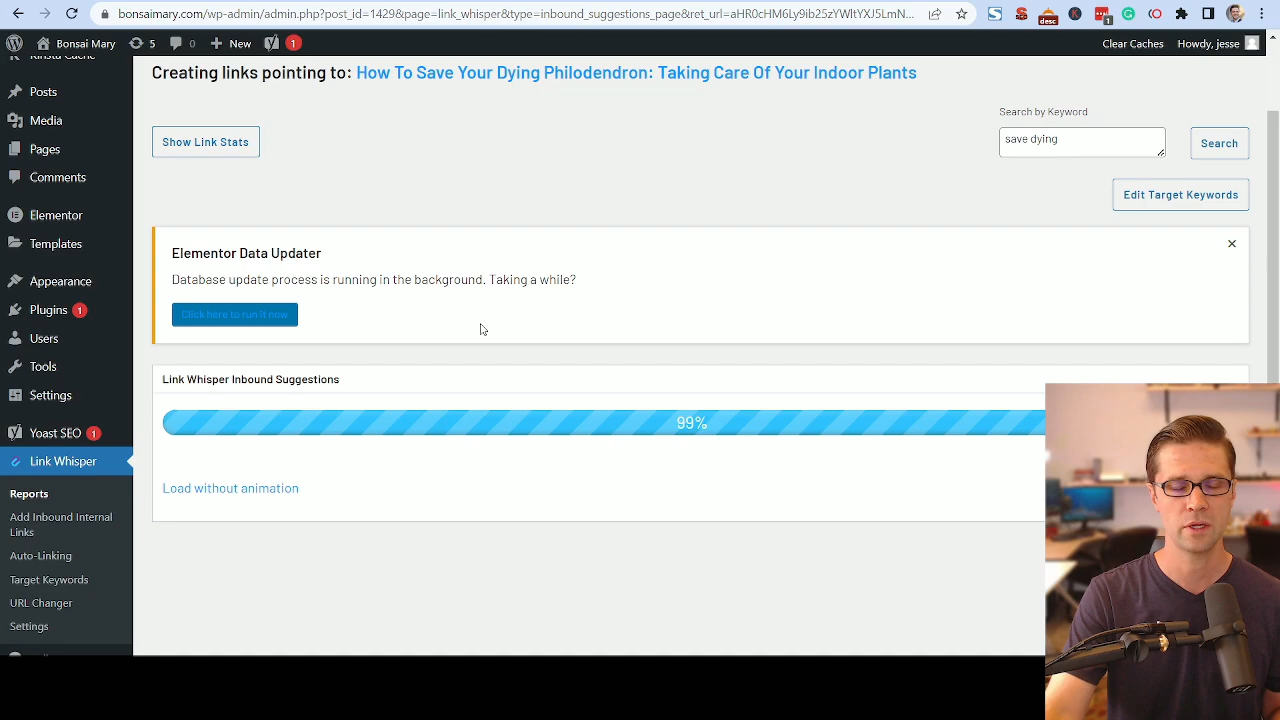 bonsaimary.com/wp-admin/admin.php?post_id=1429&page=link_whisper&type=inbound_suggestions_page&ret_url=aHR0cHM6Ly9ib25zYWltYXJ5LmN...
desc
1
Bonsai Mary
5
0
New
1
Clear Caches
Howdy, jesse
Kinsta Cache
Posts
Media
Pages
Comments
Elementor
Templates
Appearance
Plugins 1
Users
Tools
Settings
Yoast SEO 1
Link Whisper
Reports
Add Inbound Internal
Links
Auto-Linking
Target Keywords
URL Changer
Settings
Creating links pointing to: How To Save Your Dying Philodendron: Taking Care Of Your Indoor Plants
Show Link Stats
Search by Keyword
save dying
Search
Edit Target Keywords
Elementor Data Updater
Database update process is running in the background. Taking a while?
Click here to run it now
Link Whisper Inbound Suggestions
99%
Load without animation